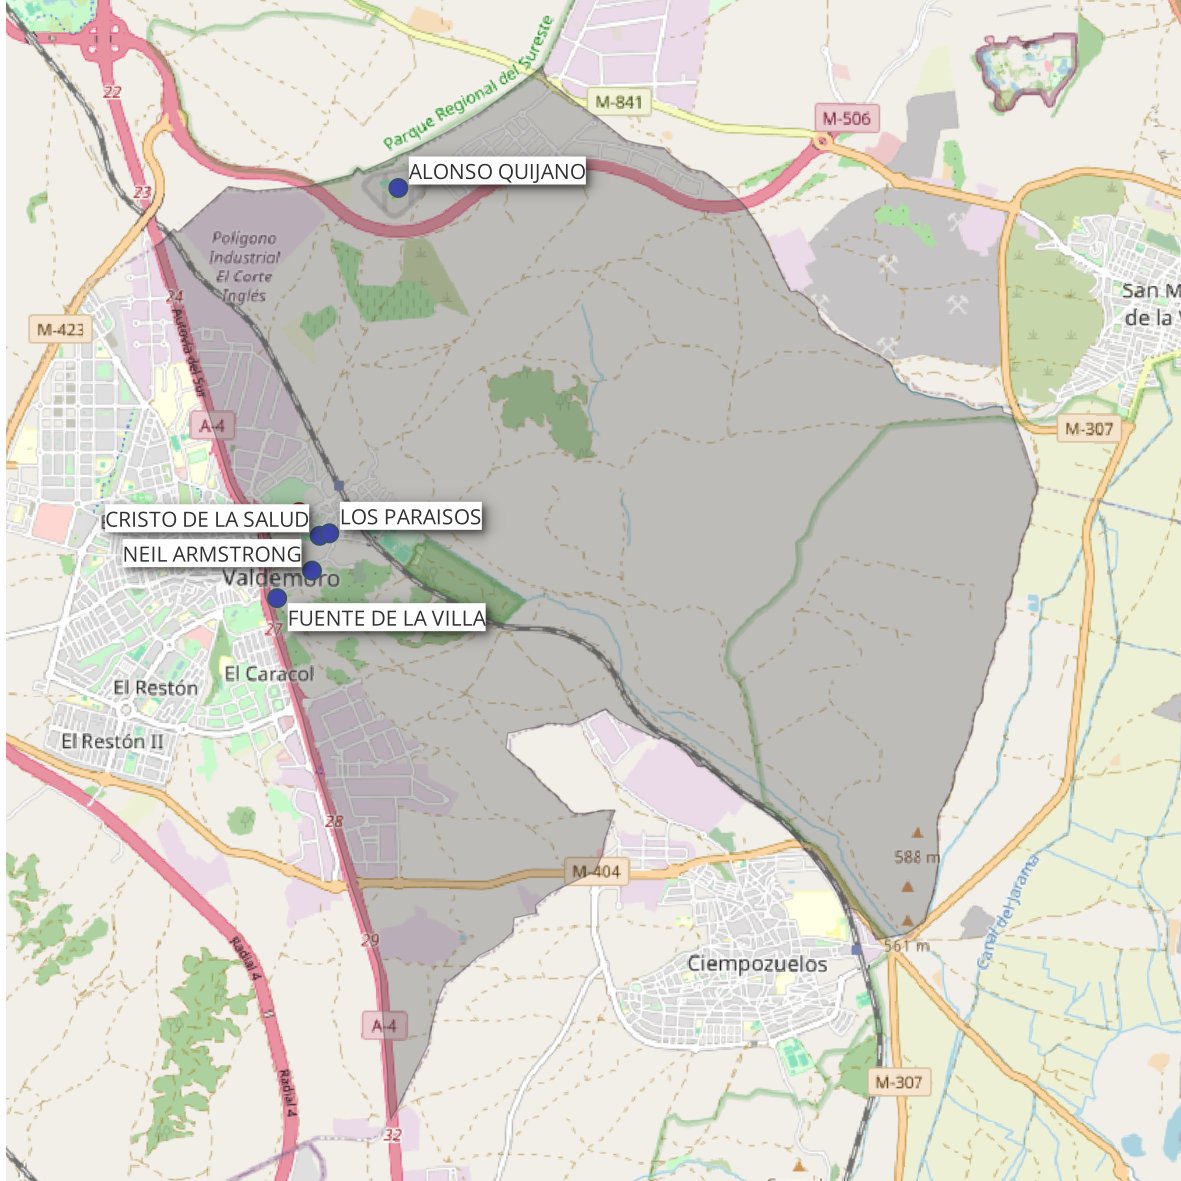 22
Parque Regional del Sureste
M-841
M-506
ALONSO QUIJANO
23
Polígono
Industrial
El Corte
Inglés
24
San M
de la V
M-423
Autovía del Sur
A-4
M-307
CRISTO DE LA SALUD
LOS PARAISOS
NEIL ARMSTRONG
Valdemoro
FUENTE DE LA VILLA
27
El Caracol
El Restón
El Restón II
28
588 m
M-404
29
561 m
Radial 4
Ciempozuelos
Canal del Jarama
A-4
Radial 4
M-307
32